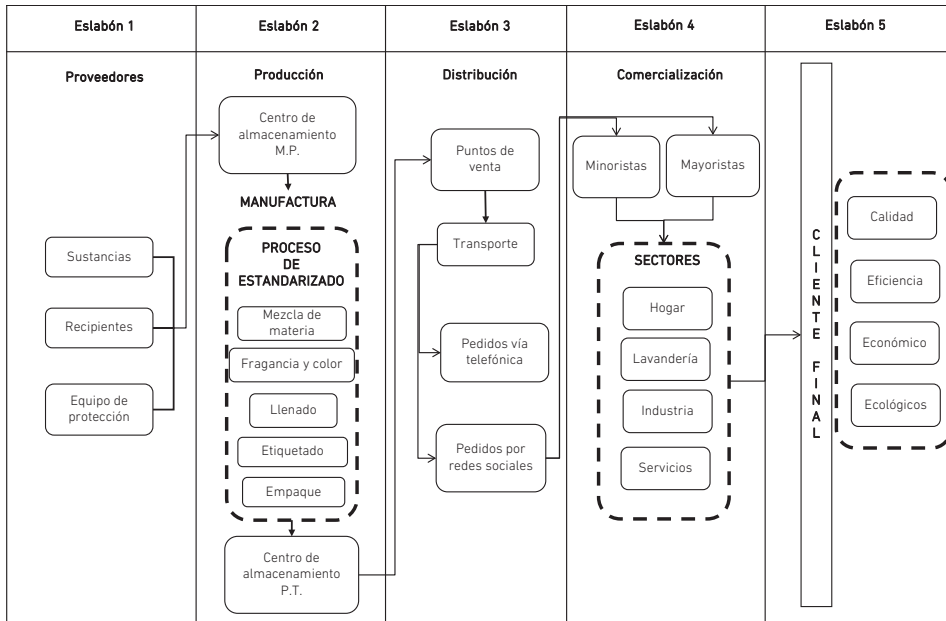 Eslabón 1
Eslabón 2
Eslabón 3
Eslabón 4
Eslabón 5
Proveedores
Sustancias
Recipientes
Equipo de
protección
Producción
Centro de
almacenamiento
M.P.
MANUFACTURA
PROCESO
DE
ESTANDARIZADO
Mezcla de
materia
Fragancia y color
Llenado
Etiquetado
Empaque
Centro de
almacenamiento
P.T.
Distribución
Puntos de
venta
Transporte
Pedidos vía
telefónica
Pedidos por
redes sociales
Comercialización
Minoristas
Mayoristas
SECTORES
Hogar
Lavandería
Industria
Servicios
CLIENTE FINAL
Calidad
Eficiencia
Económico
Ecológicos